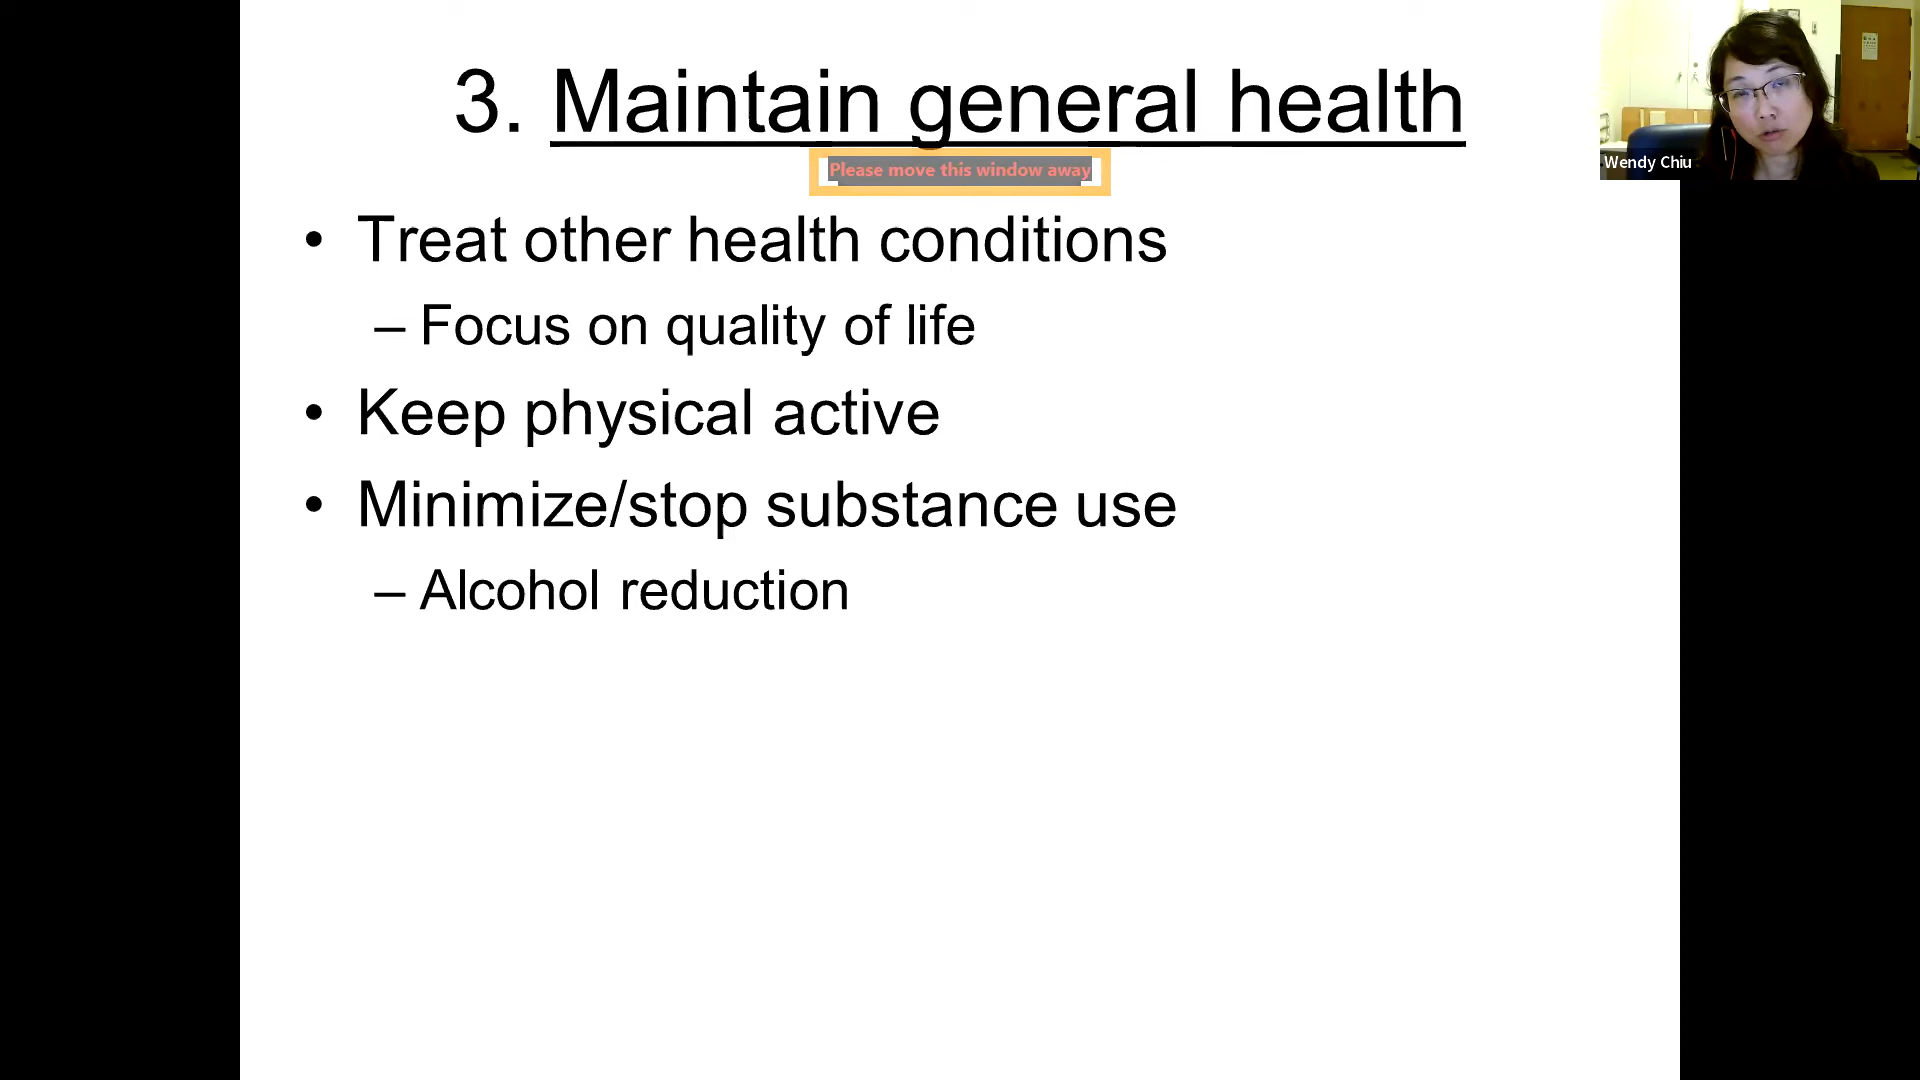 3. Maintain general health
Please move this window away
Wendy Chiu
• Treat other health conditions
– Focus on quality of life
• Keep physical active
• Minimize/stop substance use
– Alcohol reduction